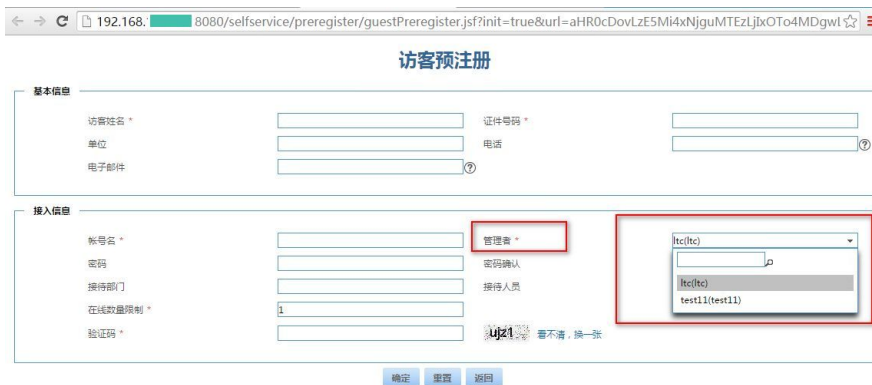 192.168. 8080/selfservice/preregister/guestPreregister.jsf?init=true&url=aHR0cDovLzE5Mi4xNjguMTEzLjIxOTo4MDgwL
访客预注册
基本信息
访客姓名 * 证件号码 *
单位 电话
电子邮件
接入信息
帐号名 * 管理者 * ltc(ltc)
密码 密码确认
接待部门 接待人员 ltc(ltc)
test11(test11)
在线数量限制 * 1
验证码 * ujz1 看不清，换一张
确定 重置 返回